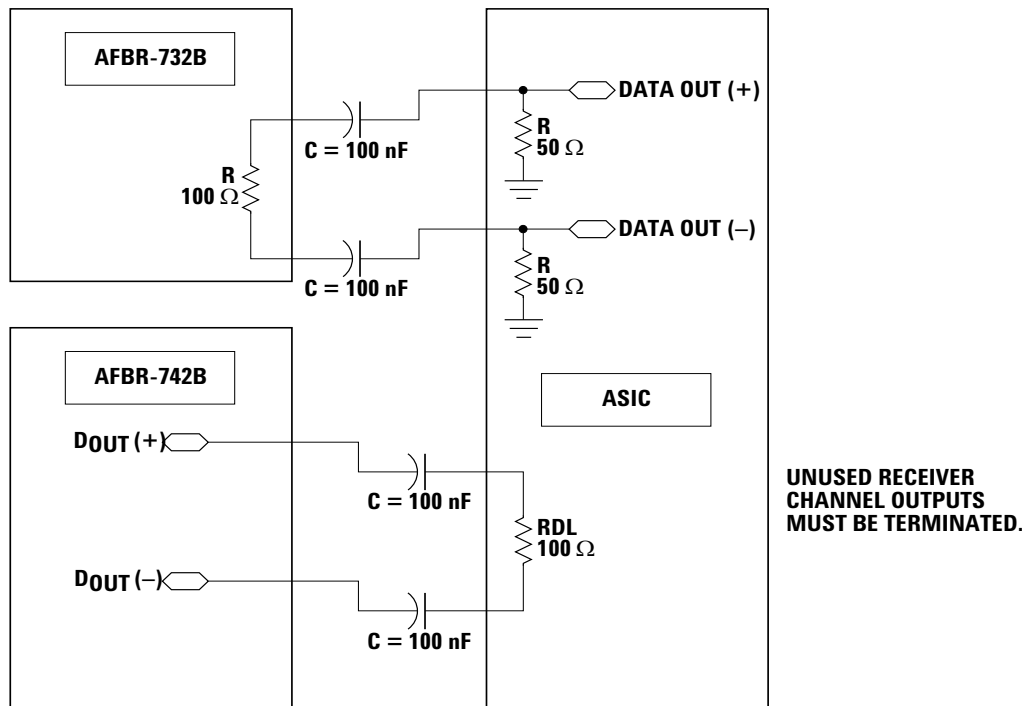 AFBR-732B
DATA OUT (+)
R
50 Ω
C = 100 nF
R
100 Ω
DATA OUT (–)
R
50 Ω
C = 100 nF
AFBR-742B
ASIC
DOUT (+)
C = 100 nF
UNUSED RECEIVER
CHANNEL OUTPUTS
MUST BE TERMINATED.
RDL
100 Ω
DOUT (–)
C = 100 nF